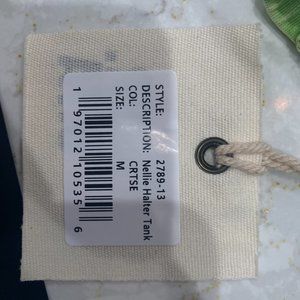 STYLE: 2789-13
DESCRIPTION: Nellie Halter Tank
COL: CRTSE
SIZE: M
1 97012 10535 6